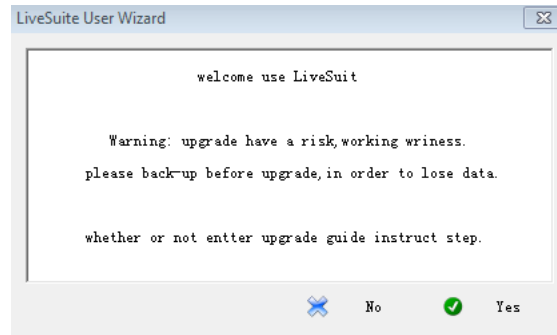 LiveSuite User Wizard
welcome use LiveSuit
Warning: upgrade have a risk,working wriness.
please back-up before upgrade,in order to lose data.
whether or not entter upgrade guide instruct step.
No
Yes